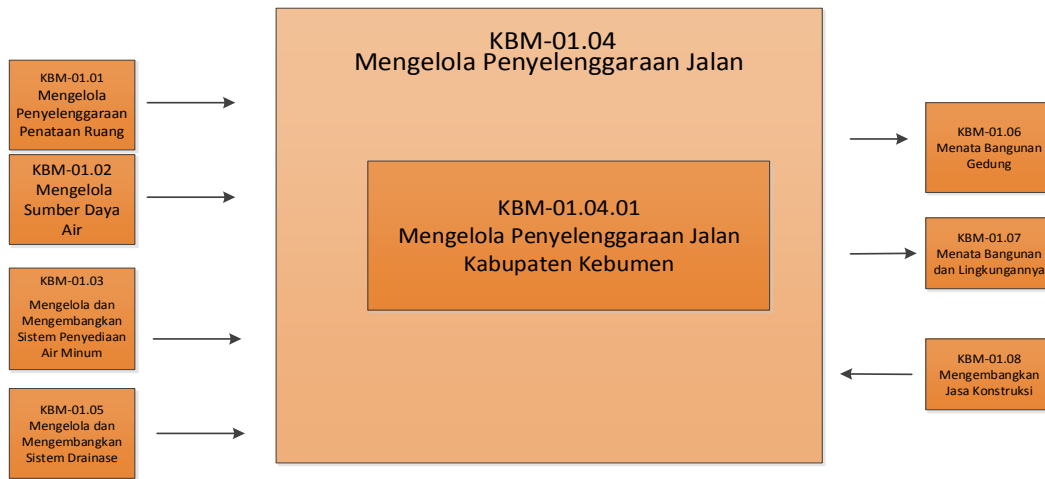 KBM-01.04
Mengelola Penyelenggaraan Jalan
KBM-01.01
Mengelola
Penyelenggaraan
Penataan Ruang
KBM-01.02
Mengelola
Sumber Daya
Air
KBM-01.03
Mengelola dan
Mengembangkan
Sistem Penyediaan
Air Minum
KBM-01.05
Mengelola dan
Mengembangkan
Sistem Drainase
KBM-01.04.01
Mengelola Penyelenggaraan Jalan
Kabupaten Kebumen
KBM-01.06
Menata Bangunan
Gedung
KBM-01.07
Menata Bangunan
dan Lingkungannya
KBM-01.08
Mengembangkan
Jasa Konstruksi